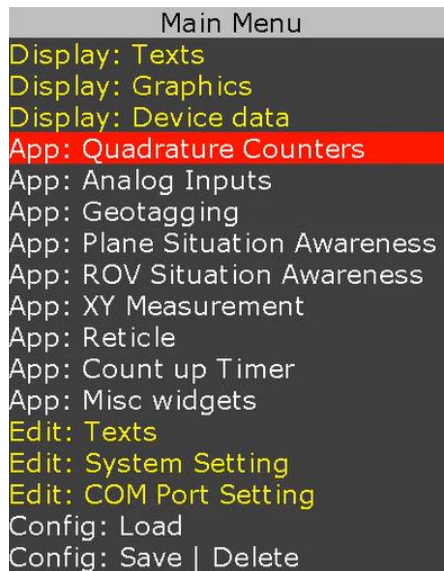 Main Menu
Display: Texts
Display: Graphics
Display: Device data
App: Quadrature Counters
App: Analog Inputs
App: Geotagging
App: Plane Situation Awareness
App: ROV Situation Awareness
App: XY Measurement
App: Reticle
App: Count up Timer
App: Misc widgets
Edit: Texts
Edit: System Setting
Edit: COM Port Setting
Config: Load
Config: Save | Delete